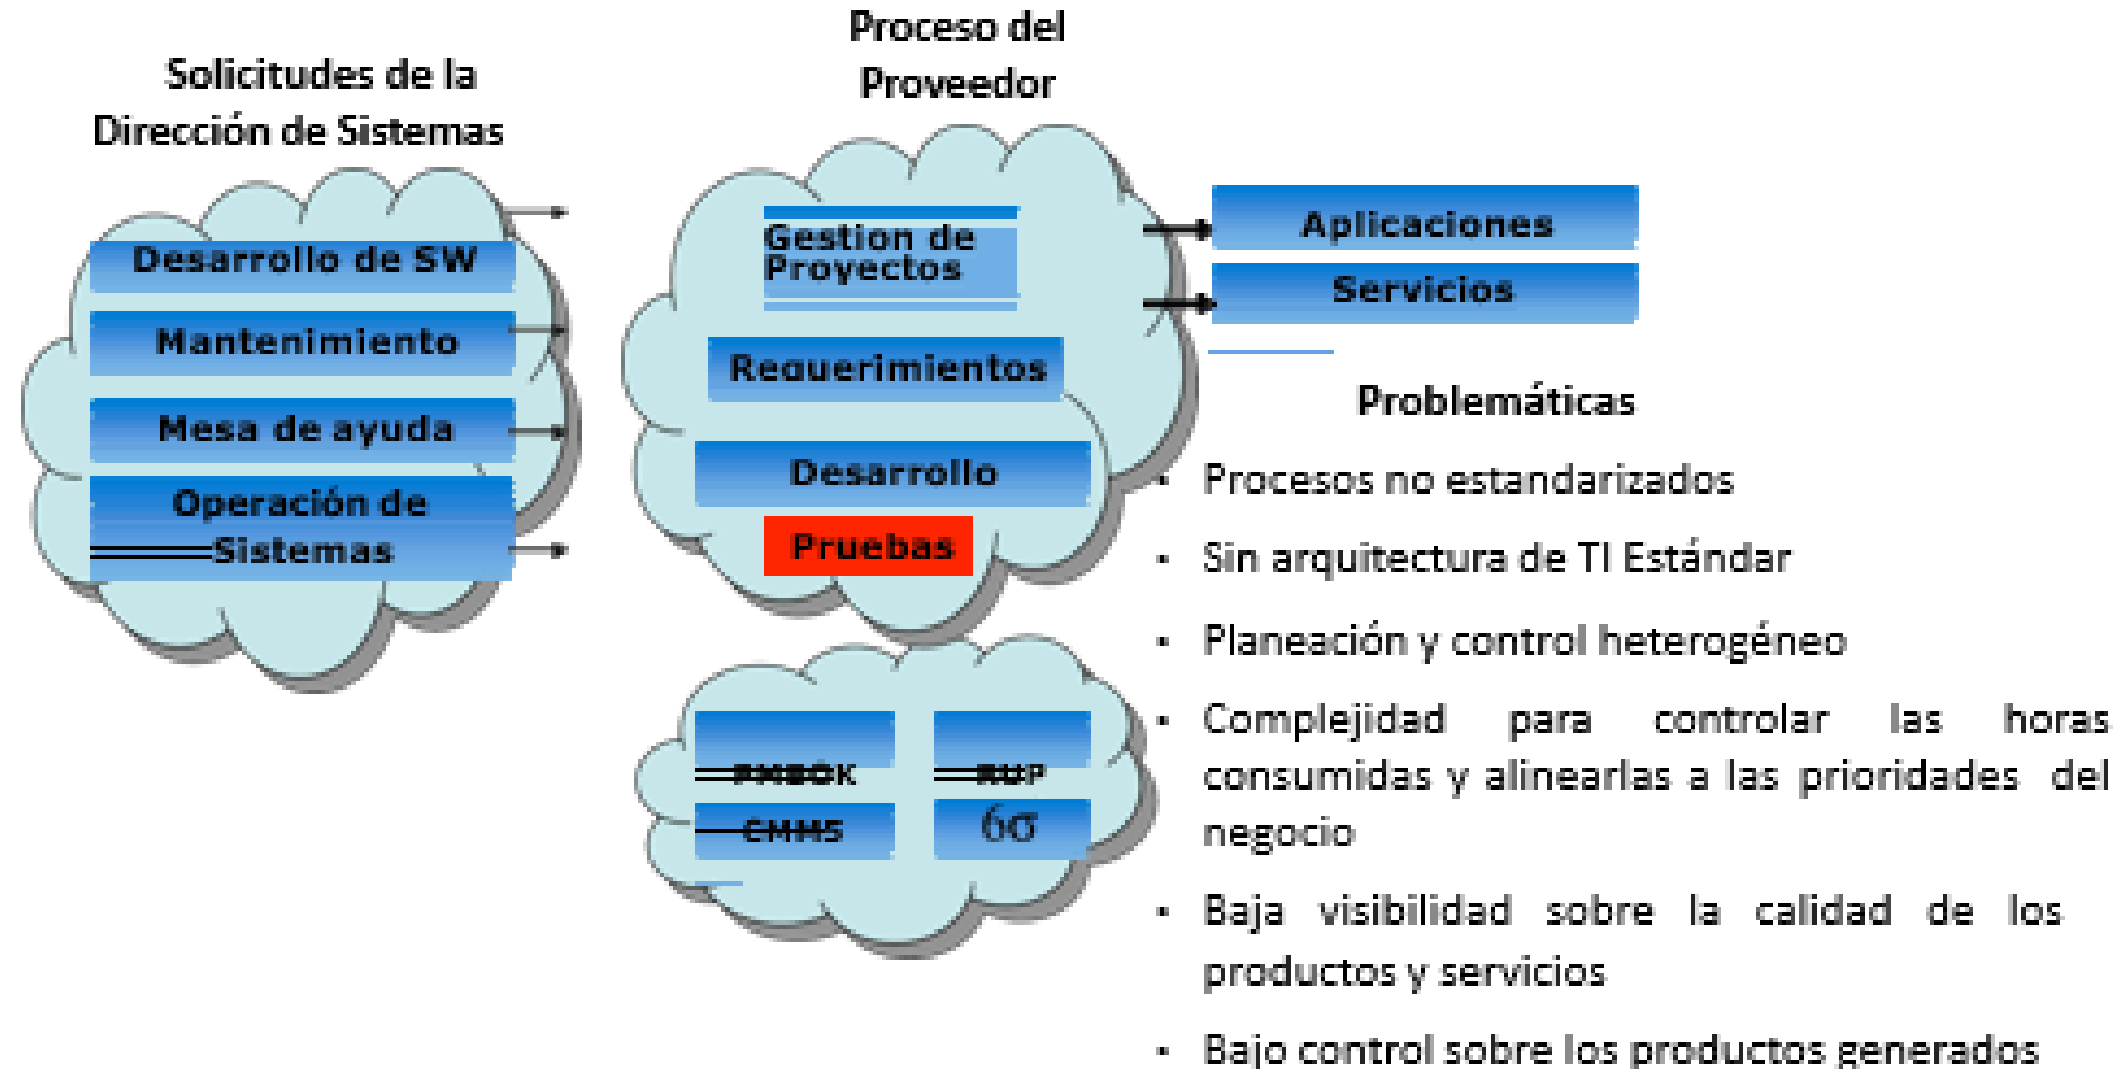 Solicitudes de la
Dirección de Sistemas
Desarrollo de SW
Mantenimiento
Mesa de ayuda
Operación de
Sistemas
Proceso del
Proveedor
Gestion de
Proyectos
Requerimientos
Desarrollo
Pruebas
PMBOK
RUP
CMMS
6σ
Aplicaciones
Servicios
Problemáticas
▪ Procesos no estandarizados
▪ Sin arquitectura de TI Estándar
▪ Planeación y control heterogéneo
▪ Complejidad para controlar las horas
consumidas y alinearlas a las prioridades del
negocio
▪ Baja visibilidad sobre la calidad de los
productos y servicios
▪ Bajo control sobre los productos generados